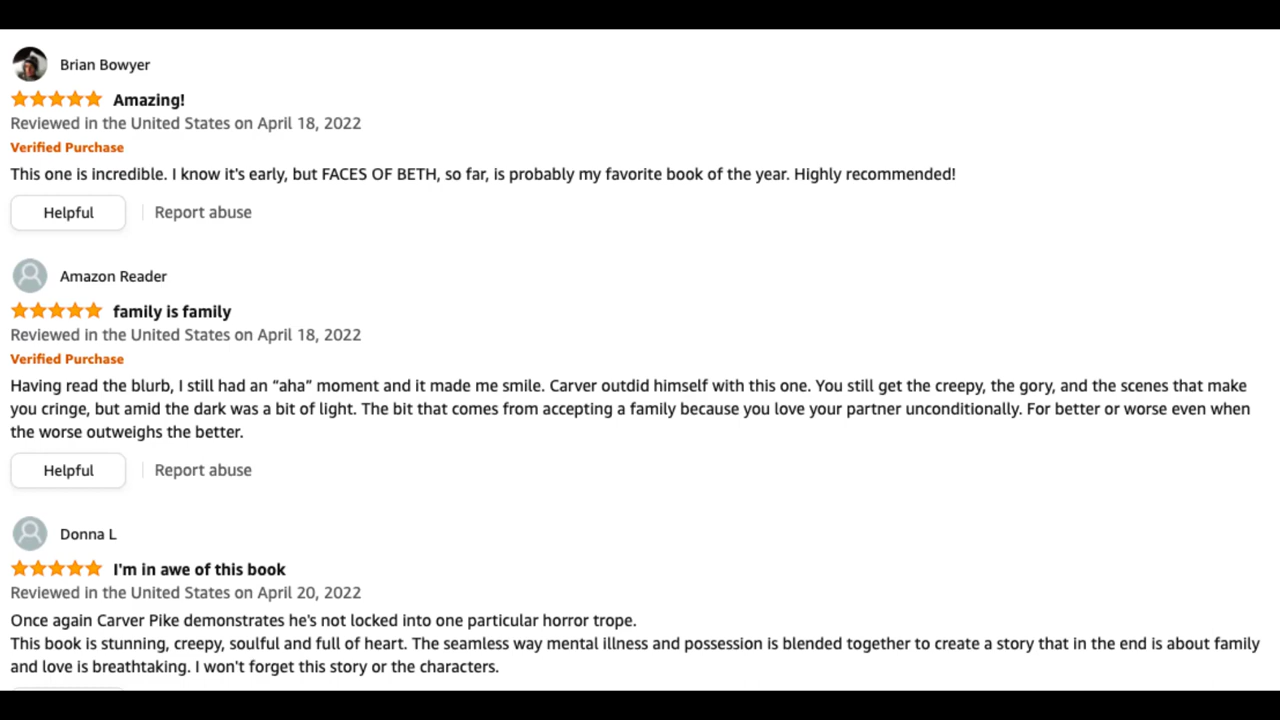 Brian Bowyer
Amazing!
Reviewed in the United States on April 18, 2022
Verified Purchase
This one is incredible. I know it's early, but FACES OF BETH, so far, is probably my favorite book of the year. Highly recommended!
Helpful Report abuse
Amazon Reader
family is family
Reviewed in the United States on April 18, 2022
Verified Purchase
Having read the blurb, I still had an “aha” moment and it made me smile. Carver outdid himself with this one. You still get the creepy, the gory, and the scenes that make
you cringe, but amid the dark was a bit of light. The bit that comes from accepting a family because you love your partner unconditionally. For better or worse even when
the worse outweighs the better.
Helpful Report abuse
Donna L
I'm in awe of this book
Reviewed in the United States on April 20, 2022
Once again Carver Pike demonstrates he's not locked into one particular horror trope.
This book is stunning, creepy, soulful and full of heart. The seamless way mental illness and possession is blended together to create a story that in the end is about family
and love is breathtaking. I won't forget this story or the characters.